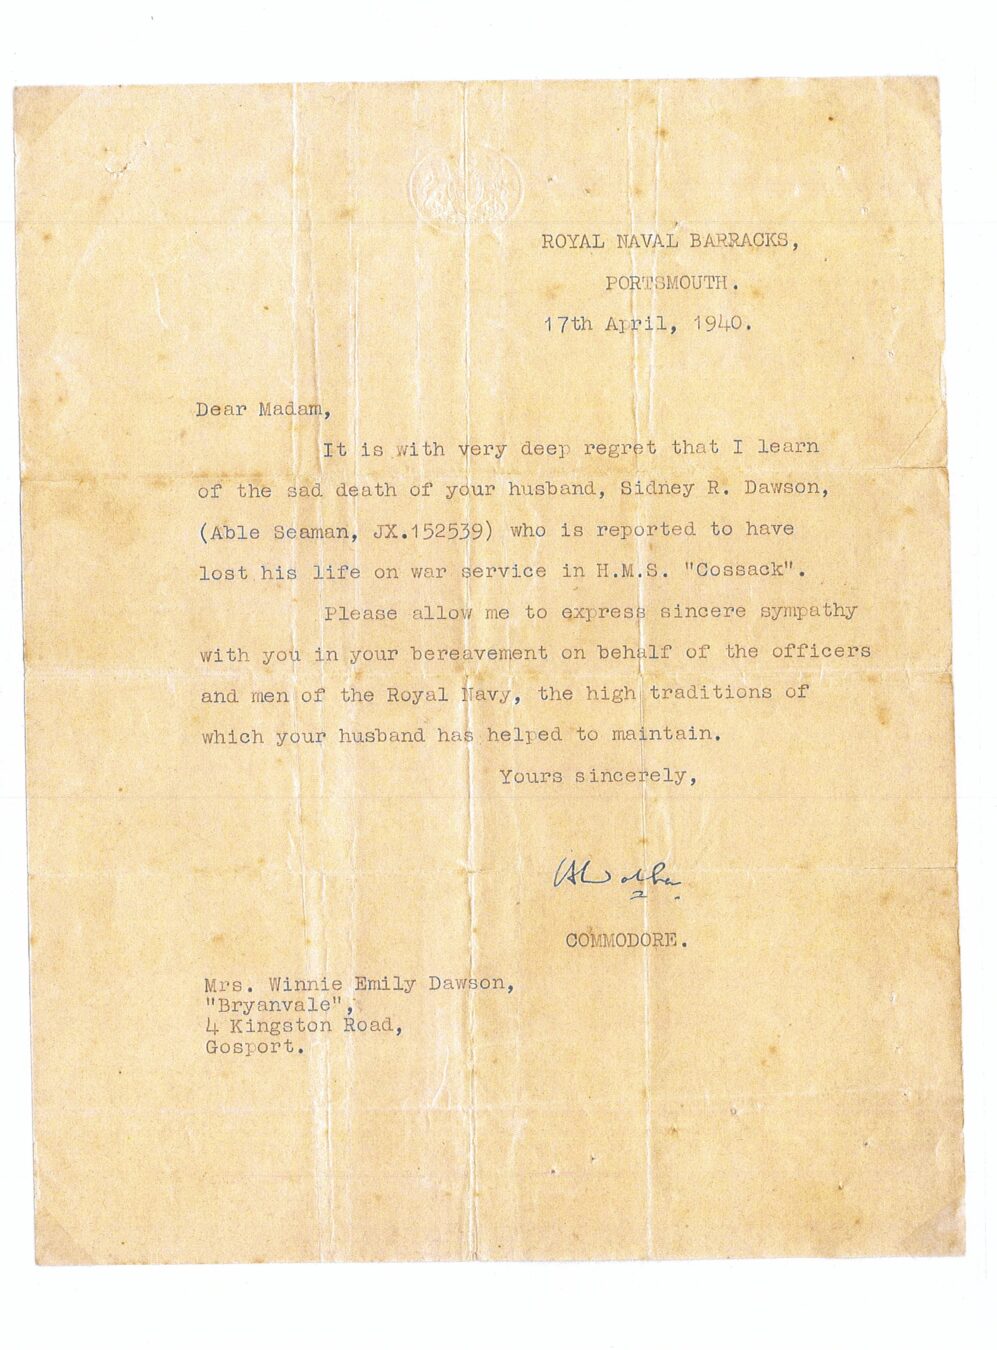 ROYAL NAVAL BARRACKS,
PORTSMOUTH.
17th April, 1940.
Dear Madam,
It is with very deep regret that I learn
of the sad death of your husband, Sidney R. Dawson,
(Able Seaman, JX.152539) who is reported to have
lost his life on war service in H.M.S. "Cossack".
Please allow me to express sincere sympathy
with you in your bereavement on behalf of the officers
and men of the Royal Navy, the high traditions of
which your husband has helped to maintain.
Yours sincerely,
COMMODORE.
Mrs. Winnie Emily Dawson,
"Bryanvale",
4 Kingston Road,
Gosport.